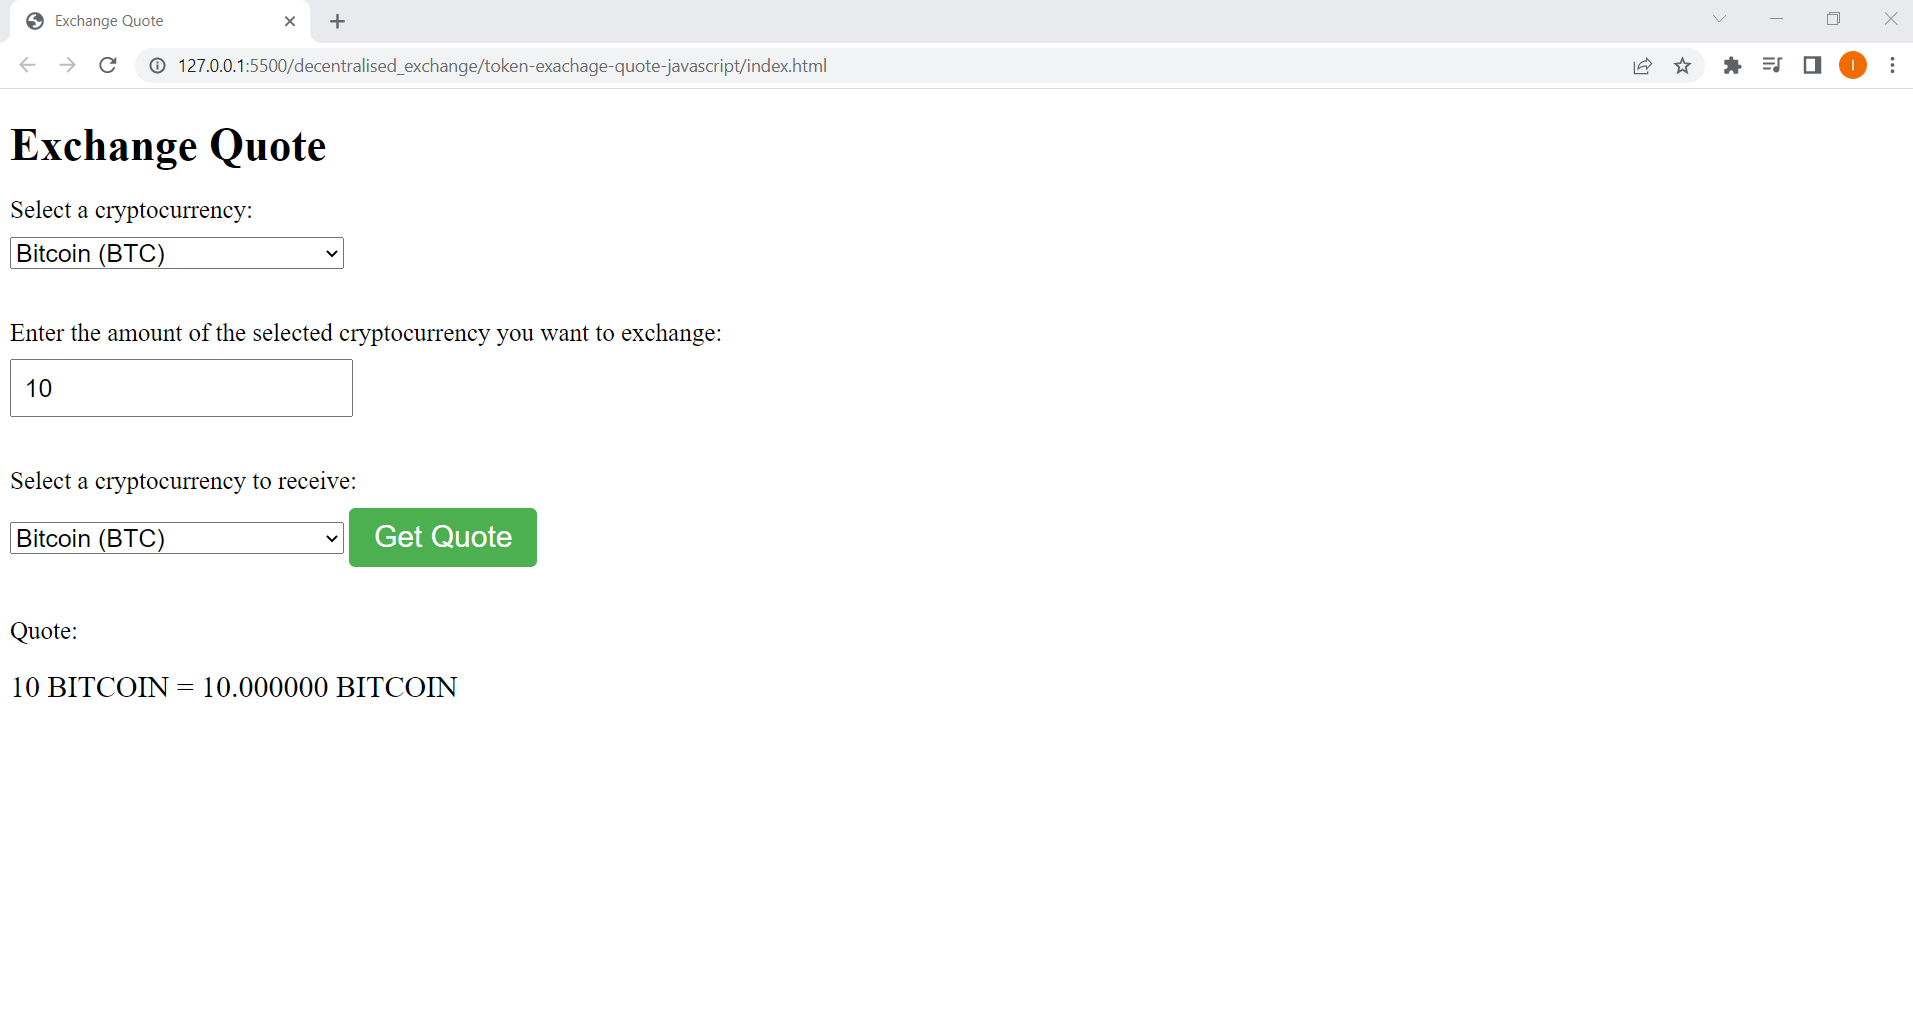 Exchange Quote
127.0.0.1:5500/decentralised_exchange/token-exachage-quote-javascript/index.html
I
Exchange Quote
Select a cryptocurrency:
Bitcoin (BTC)
Enter the amount of the selected cryptocurrency you want to exchange:
10
Select a cryptocurrency to receive:
Bitcoin (BTC) Get Quote
Quote:
10 BITCOIN = 10.000000 BITCOIN